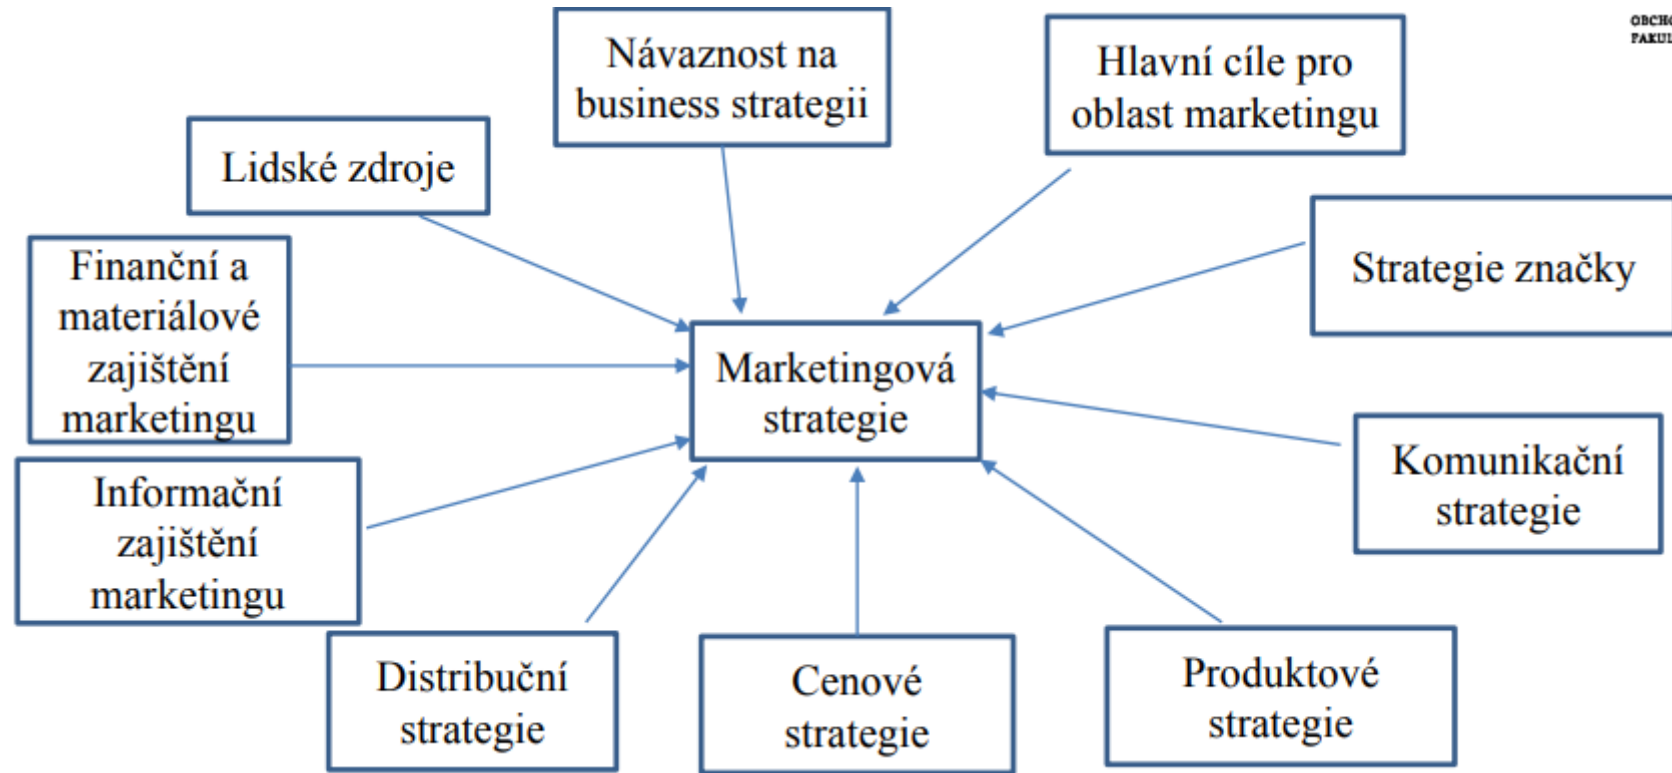 Návaznost na
business strategii
Hlavní cíle pro
oblast marketingu
Lidské zdroje
Strategie značky
Finanční a
materiálové
zajištění
marketingu
Marketingová
strategie
Komunikační
strategie
Informační
zajištění
marketingu
Distribuční
strategie
Cenové
strategie
Produktové
strategie